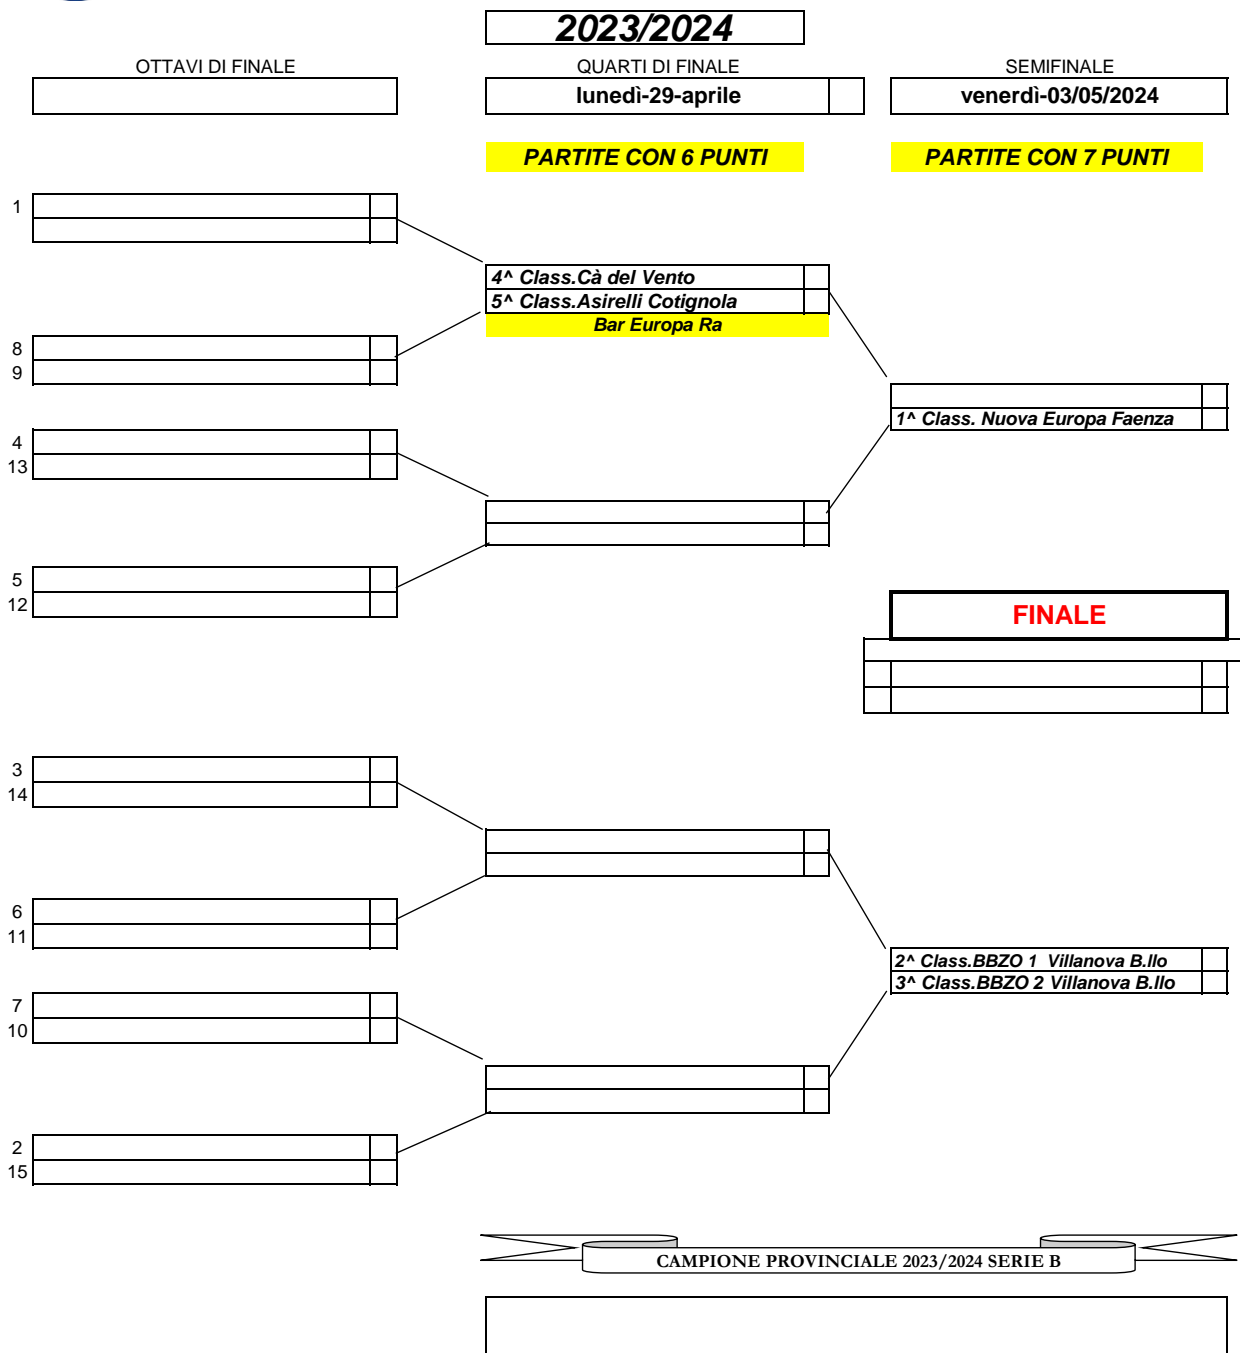 2023/2024
OTTAVI DI FINALE
QUARTI DI FINALE
SEMIFINALE
lunedì-29-aprile
venerdì-03/05/2024
PARTITE CON 6 PUNTI
PARTITE CON 7 PUNTI
1
4^ Class.Cà del Vento
5^ Class.Asirelli Cotignola
Bar Europa Ra
8
9
1^ Class. Nuova Europa Faenza
4
13
5
12
FINALE
3
14
6
11
2^ Class.BBZO 1 Villanova B.llo
3^ Class.BBZO 2 Villanova B.llo
7
10
2
15
CAMPIONE PROVINCIALE 2023/2024 SERIE B